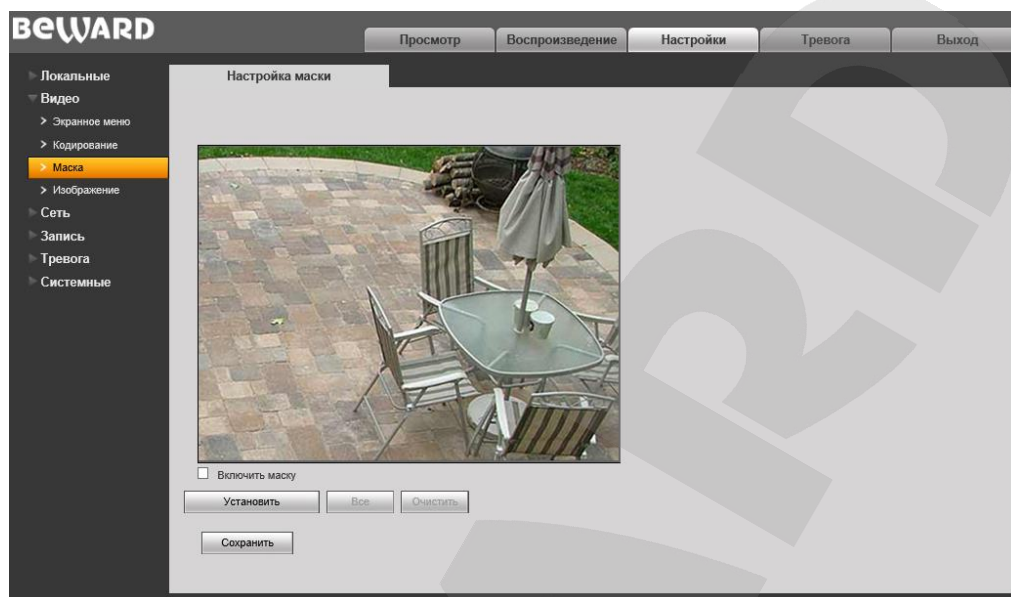 BEWARD
Просмотр
Воспроизведение
Настройки
Тревога
Выход
Локальные
Видео
Экранное меню
Кодирование
Маска
Изображение
Сеть
Запись
Тревога
Системные
Настройка маски
Включить маску
Установить
Все
Очистить
Сохранить